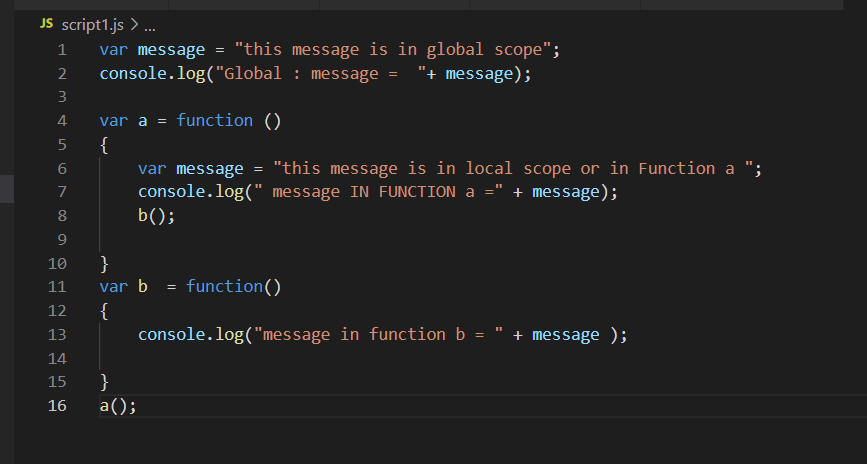 JS script1.js > ...
1 var message = "this message is in global scope";
2 console.log("Global : message =  "+ message);
3
4 var a = function ()
5 {
6     var message = "this message is in local scope or in Function a ";
7     console.log(" message IN FUNCTION a =" + message);
8     b();
9
10 }
11 var b  = function()
12 {
13     console.log("message in function b = " + message );
14
15 }
16 a();